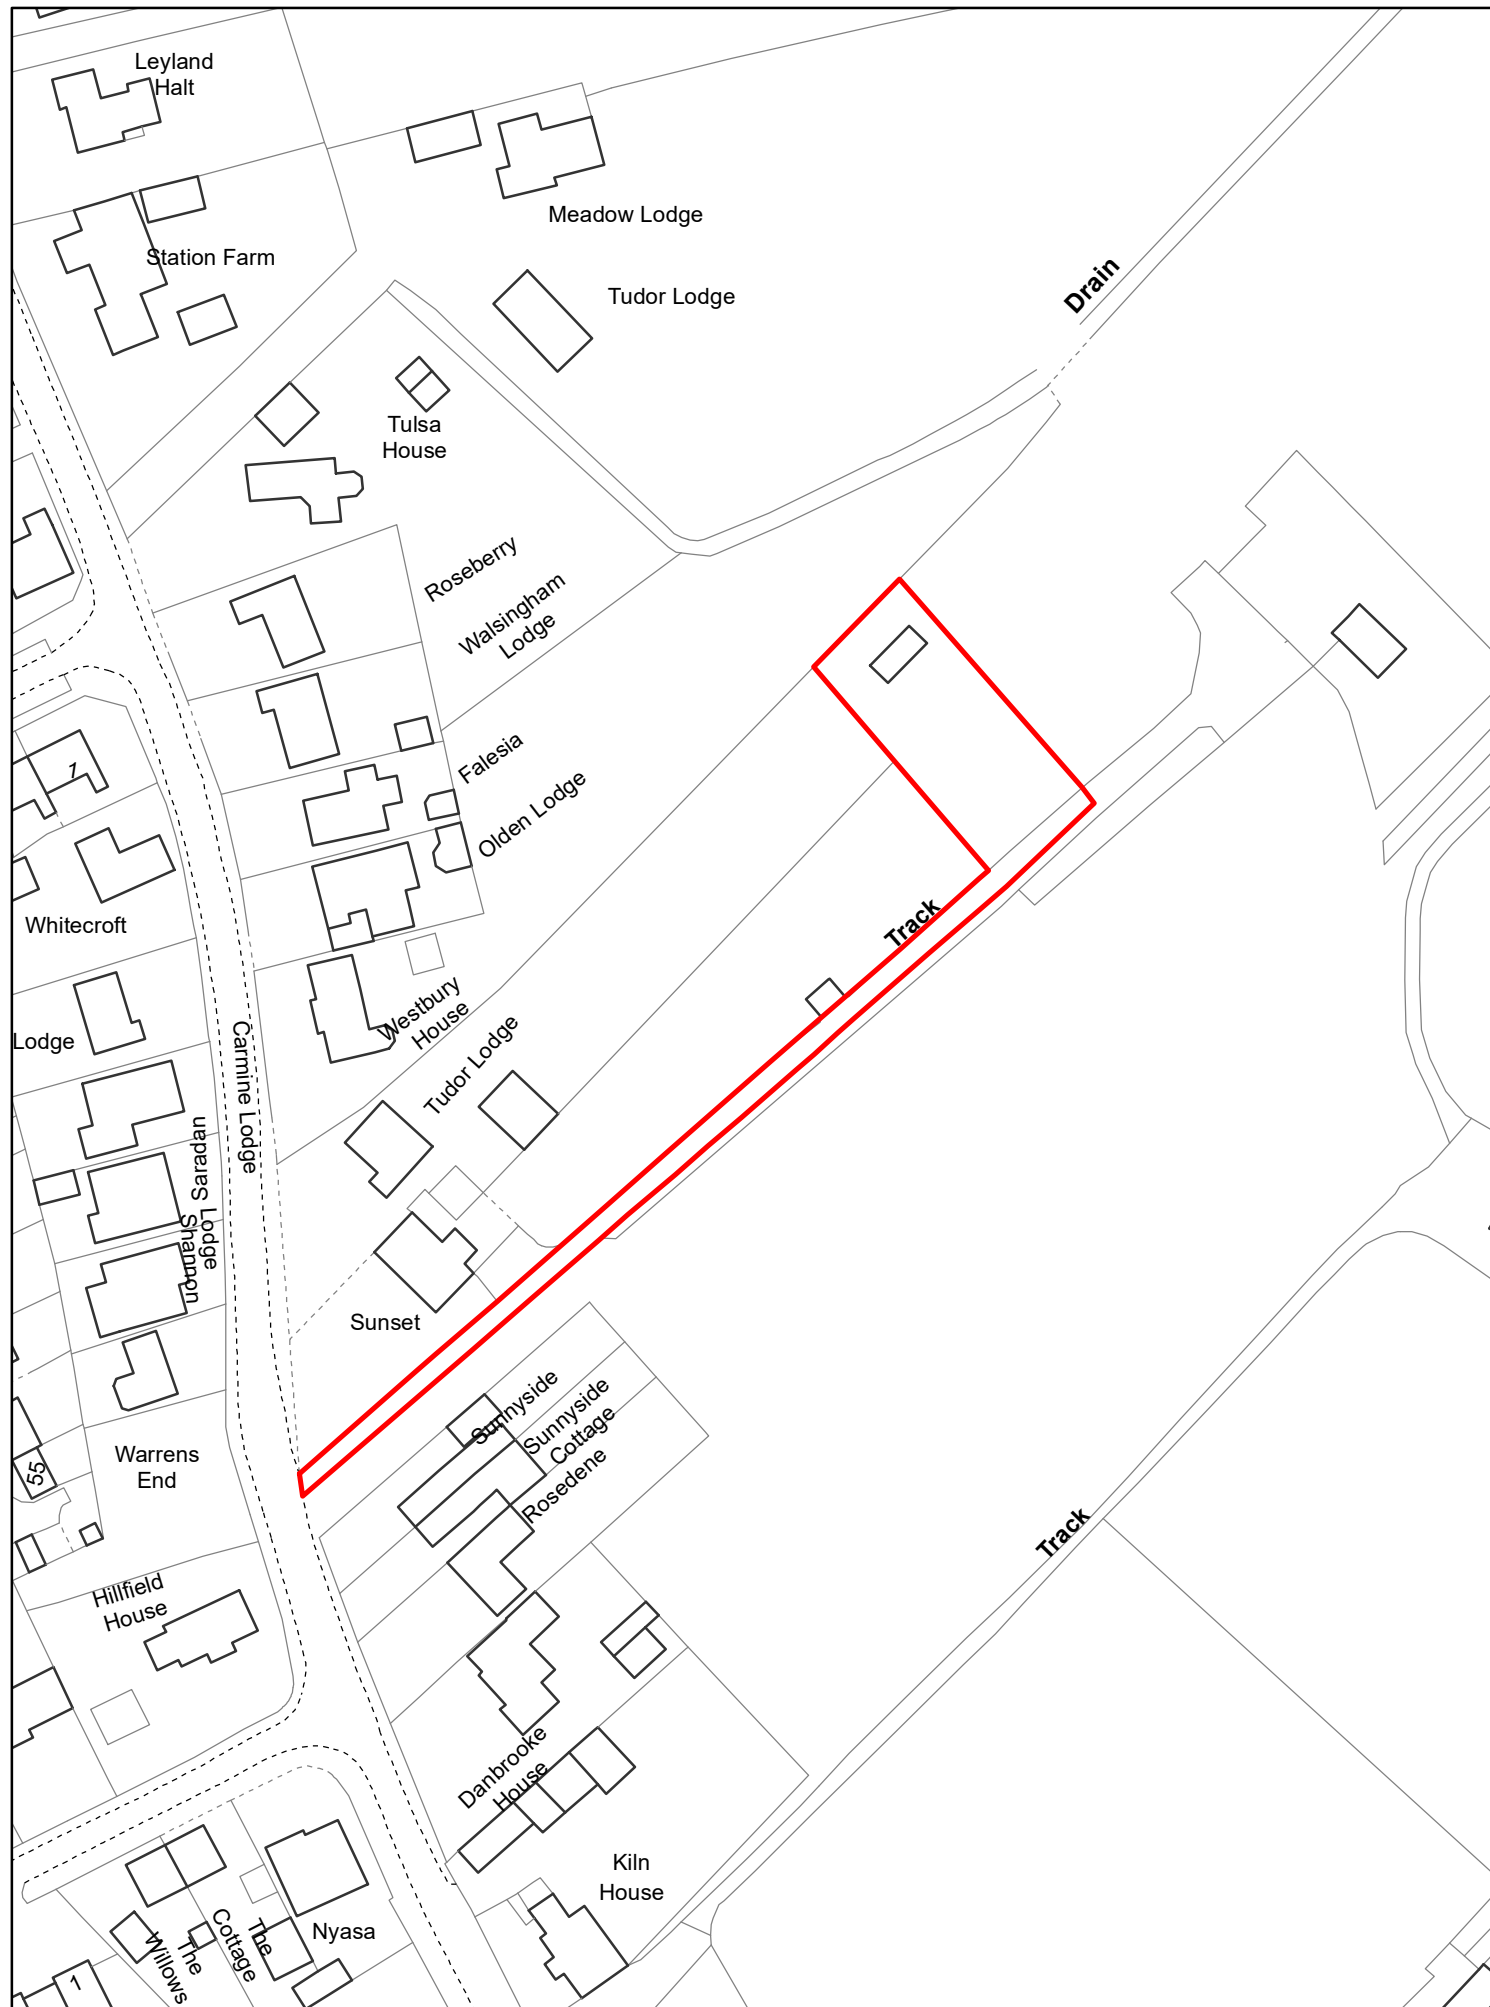 Leyland
Halt
Meadow Lodge
Station Farm
Drain
Tudor Lodge
Tulsa
House
Roseberry
Walsingham
Lodge
Falesia
1
Olden Lodge
Whitecroft
Track
Westbury
House
Lodge
Carmine Lodge
Tudor Lodge
Saradan
Lodge
Shannon
Sunset
Sunnyside
Sunnyside
Cottage
Rosedene
Warrens
End
55
Track
Hillfield
House
Danbrooke
House
Kiln
House
The
Cottage
Nyasa
The
Willows
1